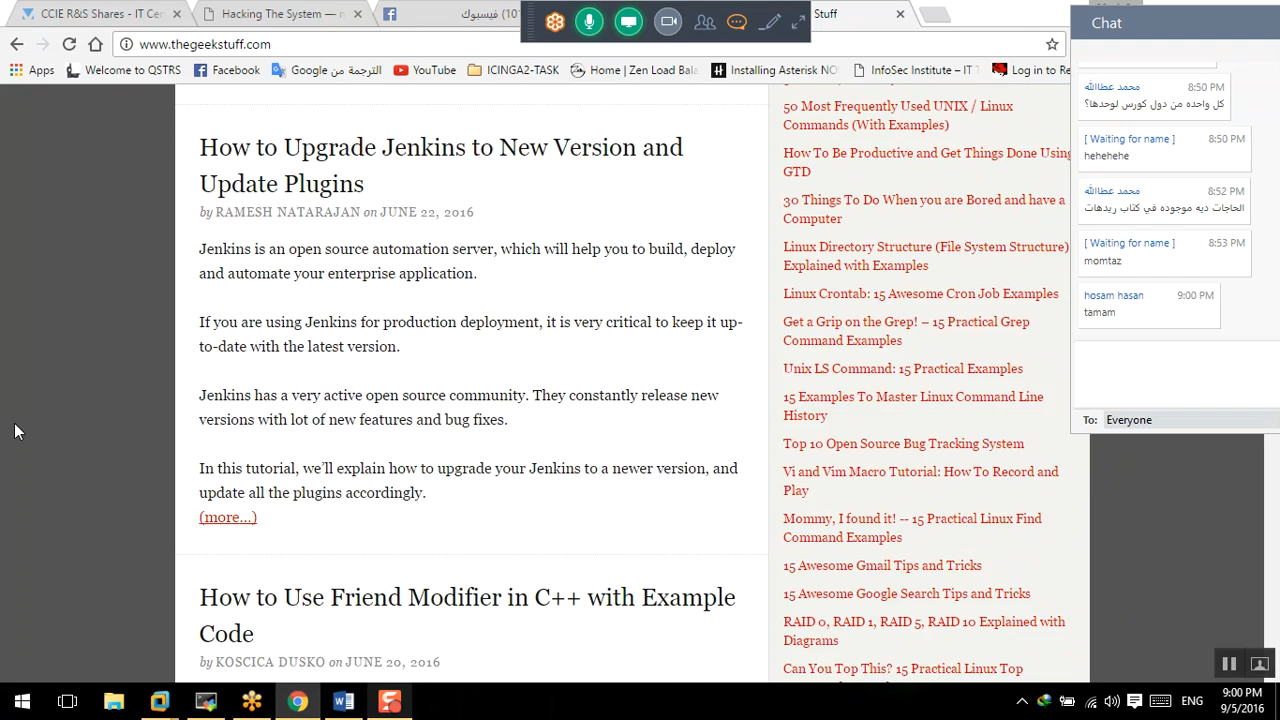 CCIE R&S Shares - IT Cer
Hacking The System — n
فيسبوك (10
Stuff
Chat
www.thegeekstuff.com
Apps
Welcome to QSTRS
Facebook
الترجمة من Google
YouTube
ICINGA2-TASK
Home | Zen Load Bala
Installing Asterisk NO
InfoSec Institute – IT T
Log in to Re
How to Upgrade Jenkins to New Version and
Update Plugins
by RAMESH NATARAJAN on JUNE 22, 2016
Jenkins is an open source automation server, which will help you to build, deploy
and automate your enterprise application.
If you are using Jenkins for production deployment, it is very critical to keep it up-
to-date with the latest version.
Jenkins has a very active open source community. They constantly release new
versions with lot of new features and bug fixes.
In this tutorial, we'll explain how to upgrade your Jenkins to a newer version, and
update all the plugins accordingly.
(more…)
How to Use Friend Modifier in C++ with Example
Code
by KOSCICA DUSKO on JUNE 20, 2016
50 Most Frequently Used UNIX / Linux
Commands (With Examples)
How To Be Productive and Get Things Done Using
GTD
30 Things To Do When you are Bored and have a
Computer
Linux Directory Structure (File System Structure)
Explained with Examples
Linux Crontab: 15 Awesome Cron Job Examples
Get a Grip on the Grep! – 15 Practical Grep
Command Examples
Unix LS Command: 15 Practical Examples
15 Examples To Master Linux Command Line
History
Top 10 Open Source Bug Tracking System
Vi and Vim Macro Tutorial: How To Record and
Play
Mommy, I found it! -- 15 Practical Linux Find
Command Examples
15 Awesome Gmail Tips and Tricks
15 Awesome Google Search Tips and Tricks
RAID 0, RAID 1, RAID 5, RAID 10 Explained with
Diagrams
Can You Top This? 15 Practical Linux Top
محمد عطاالله 8:50 PM
كل واحده من دول كورس لوحدها؟
[ Waiting for name ] 8:50 PM
hehehehe
محمد عطاالله 8:52 PM
الحاجات ديه موجوده في كتاب ريدهات
[ Waiting for name ] 8:53 PM
momtaz
hosam hasan 9:00 PM
tamam
To: Everyone
ENG
9:00 PM
9/5/2016